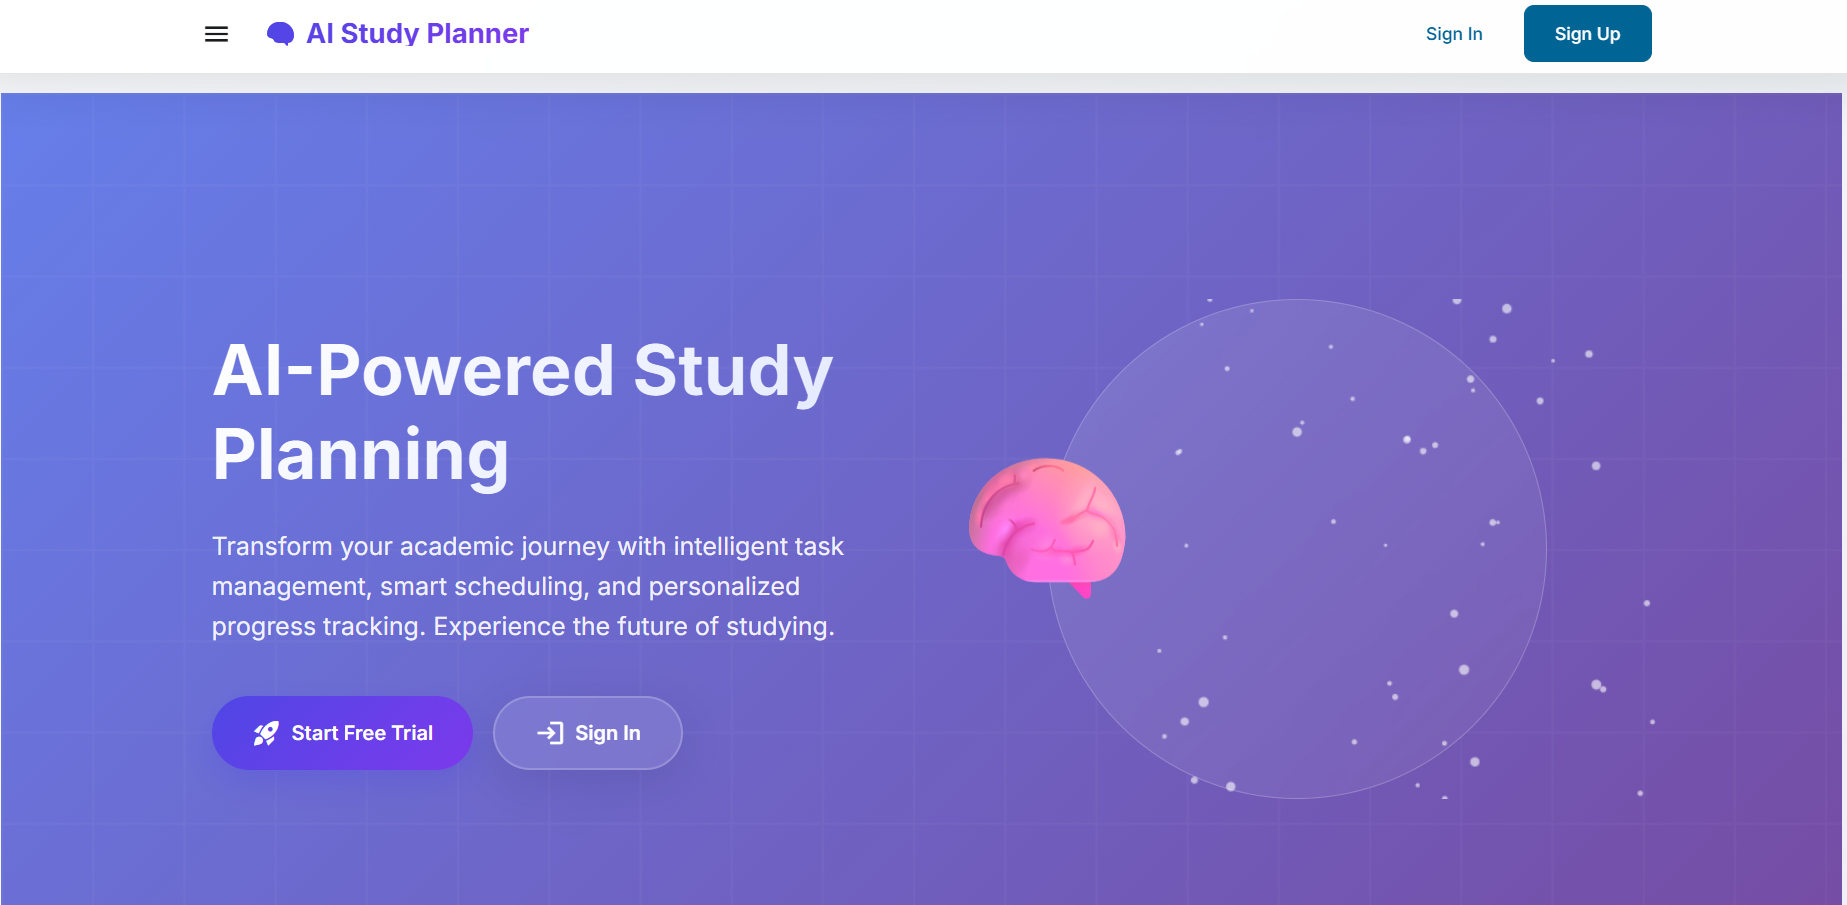 AI Study Planner
Sign In
Sign Up
AI-Powered Study
Planning
Transform your academic journey with intelligent task
management, smart scheduling, and personalized
progress tracking. Experience the future of studying.
Start Free Trial
Sign In